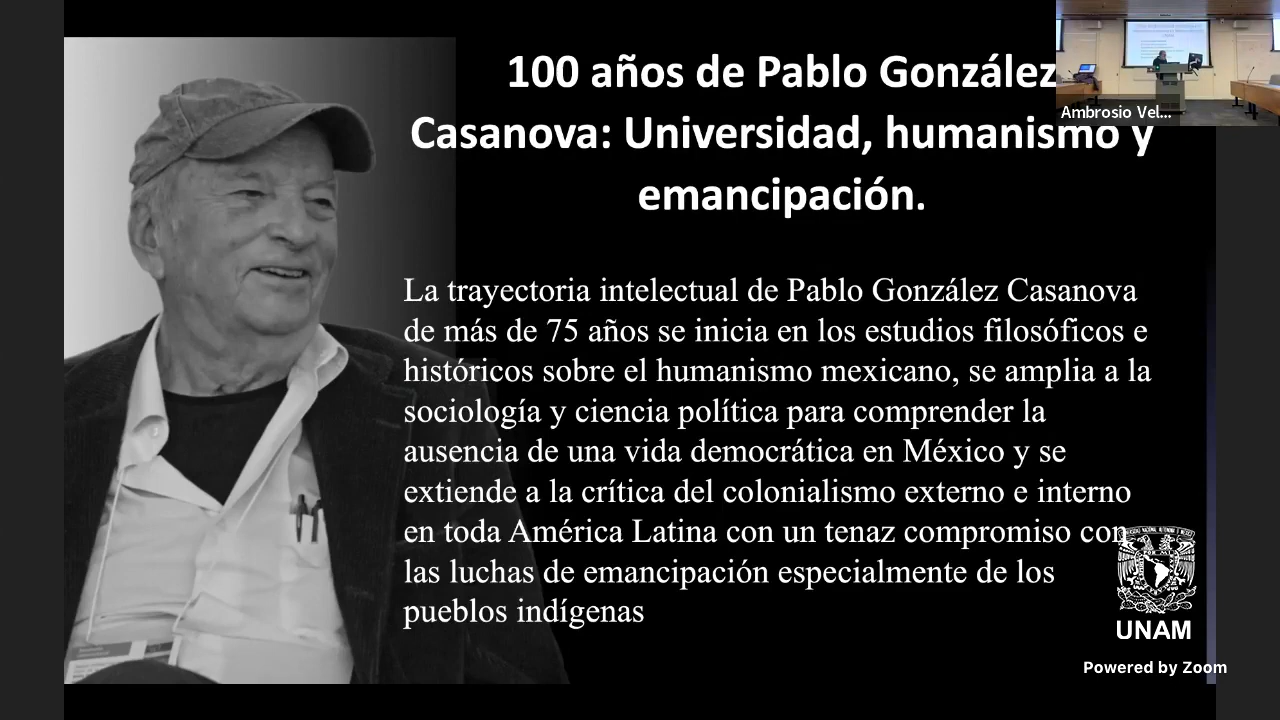 100 años de Pablo González
Casanova: Universidad, humanismo y
emancipación.
Ambrosio Vel...
La trayectoria intelectual de Pablo González Casanova
de más de 75 años se inicia en los estudios filosóficos e
históricos sobre el humanismo mexicano, se amplia a la
sociología y ciencia política para comprender la
ausencia de una vida democrática en México y se
extiende a la crítica del colonialismo externo e interno
en toda América Latina con un tenaz compromiso con
las luchas de emancipación especialmente de los
pueblos indígenas
UNAM
Powered by Zoom